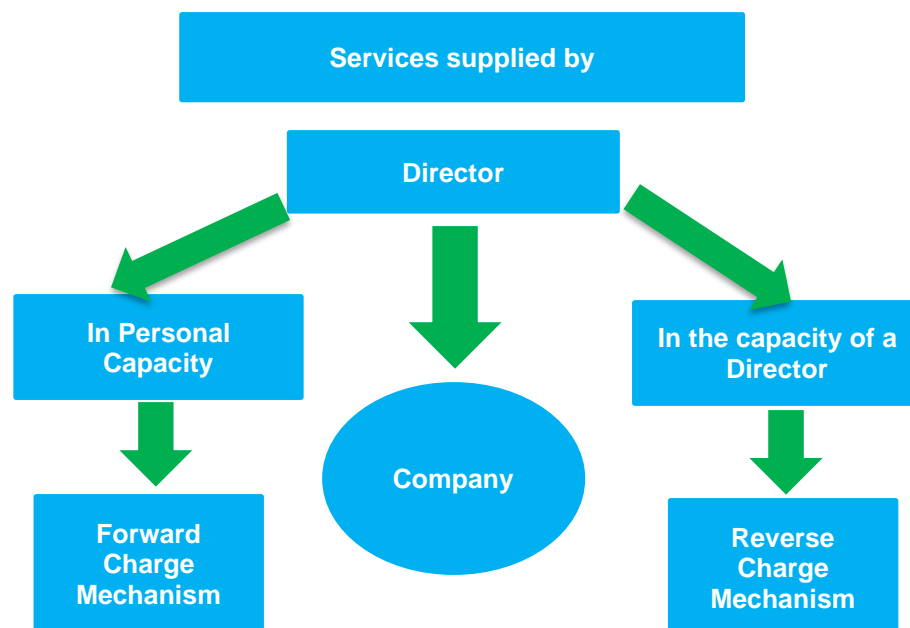 Services supplied by
Director
In Personal
Capacity
In the capacity of a
Director
Company
Forward
Charge
Mechanism
Reverse
Charge
Mechanism